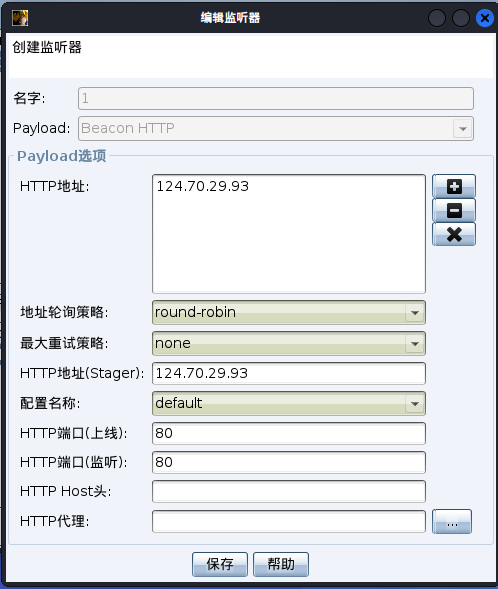 编辑监听器
创建监听器
名字: 1
Payload: Beacon HTTP
Payload选项
HTTP地址: 124.70.29.93
地址轮询策略: round-robin
最大重试策略: none
HTTP地址(Stager): 124.70.29.93
配置名称: default
HTTP端口(上线): 80
HTTP端口(监听): 80
HTTP Host头:
HTTP代理: ...
保存 帮助